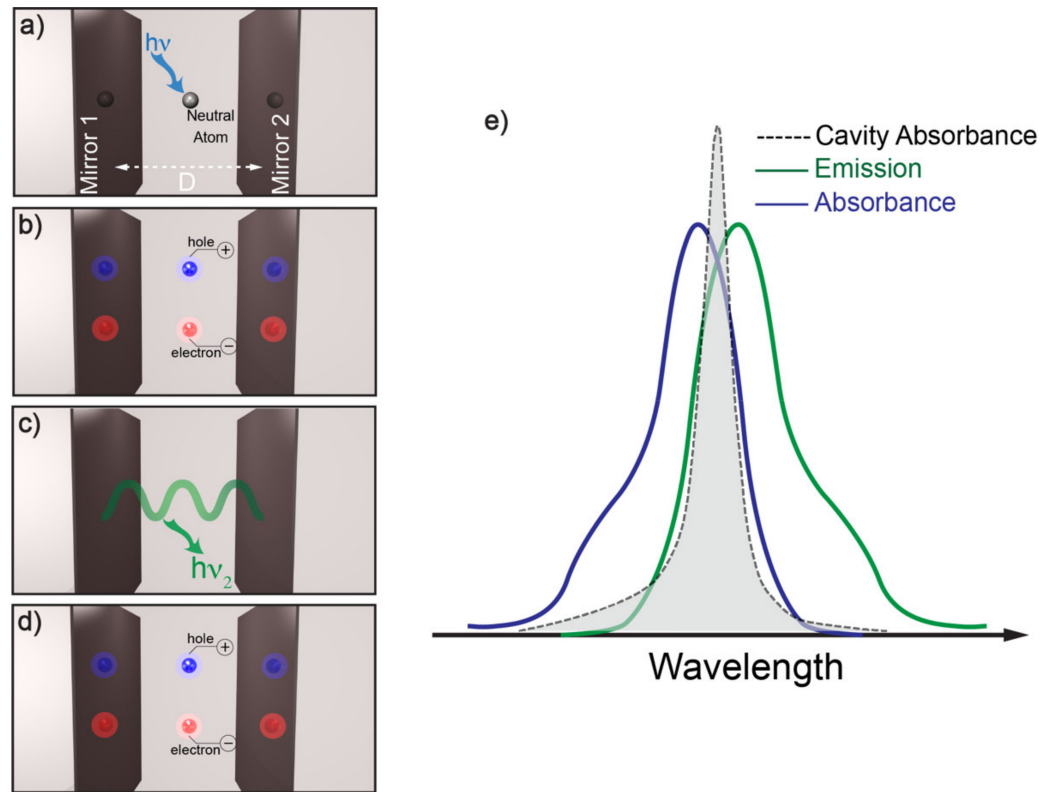 a)
hν
Neutral
Atom
Mirror 1
Mirror 2
D
b)
hole +
electron −
c)
hν₂
d)
hole +
electron −
e)
Cavity Absorbance
Emission
Absorbance
Wavelength